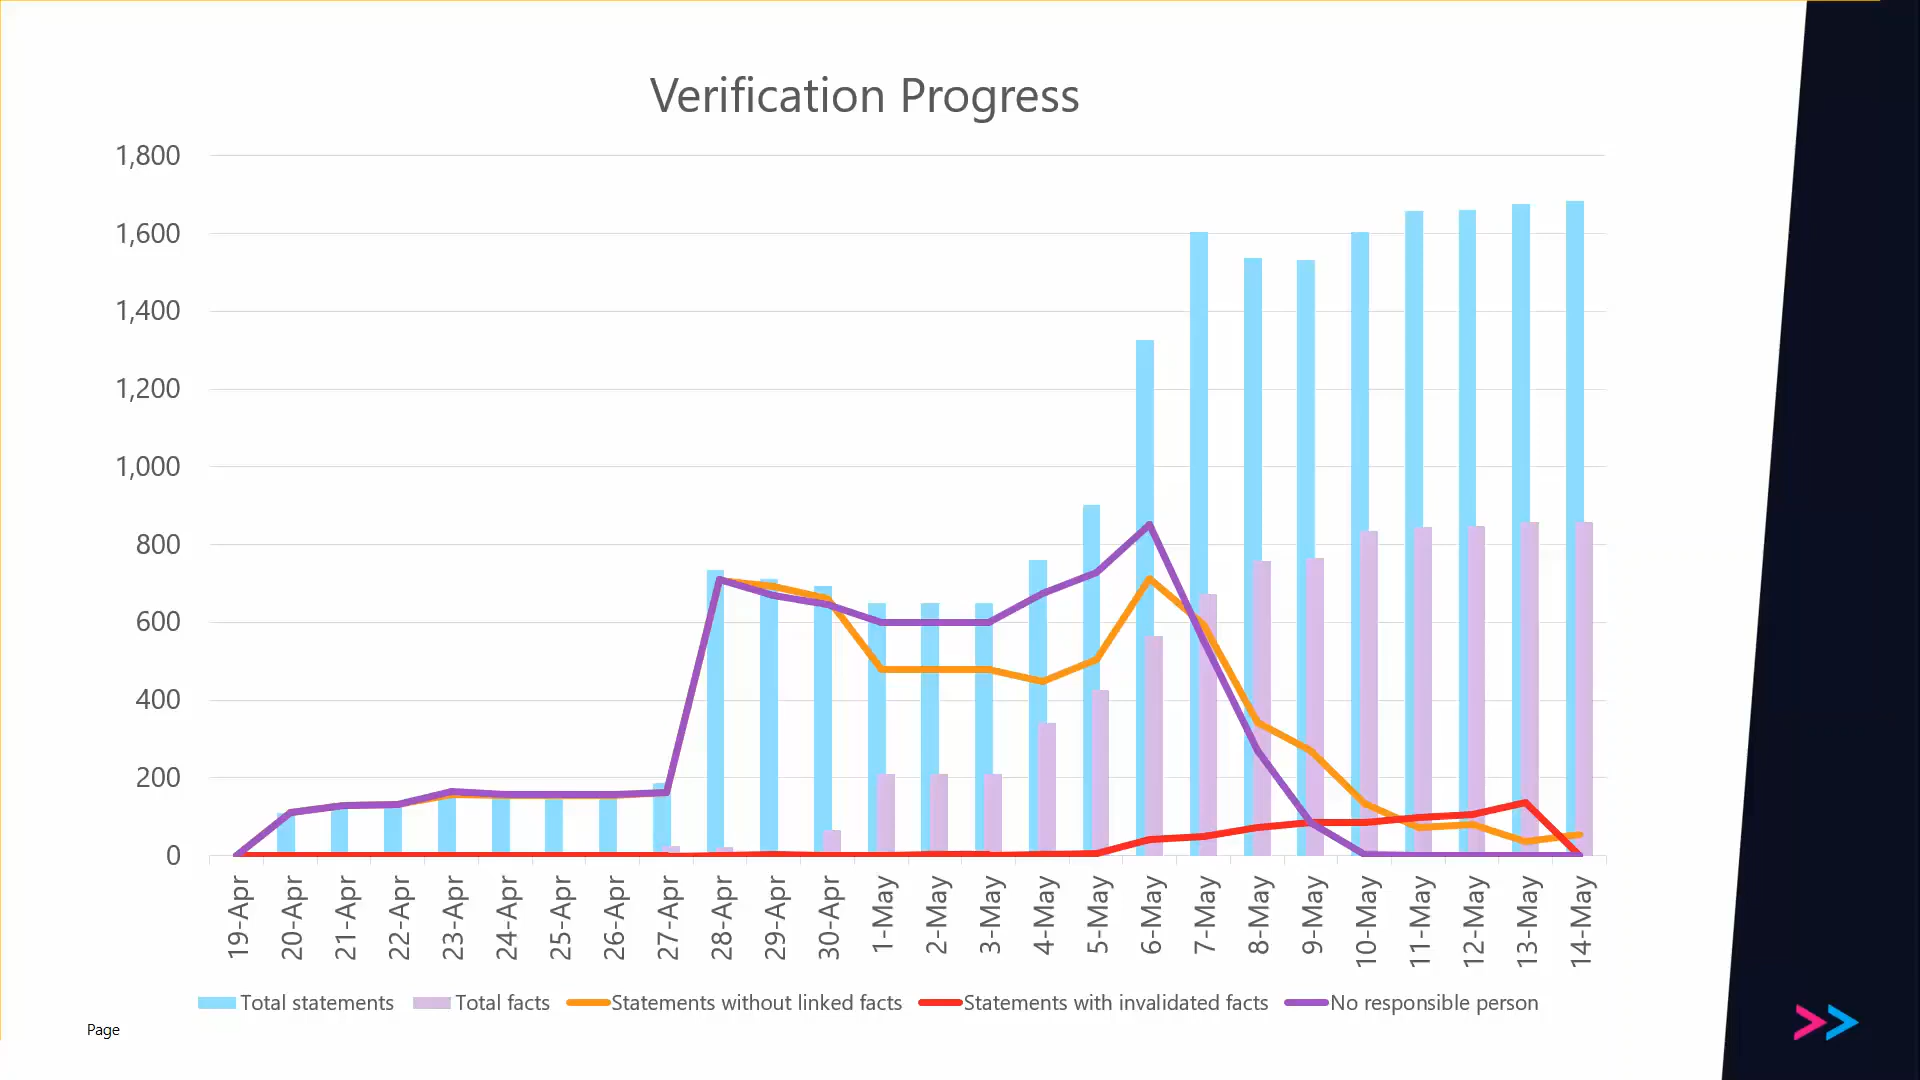 Verification Progress
1,800
1,600
1,400
1,200
1,000
800
600
400
200
0
19-Apr
20-Apr
21-Apr
22-Apr
23-Apr
24-Apr
25-Apr
26-Apr
27-Apr
28-Apr
29-Apr
30-Apr
1-May
2-May
3-May
4-May
5-May
6-May
7-May
8-May
9-May
10-May
11-May
12-May
13-May
14-May
Total statements
Total facts
Statements without linked facts
Statements with invalidated facts
No responsible person
Page